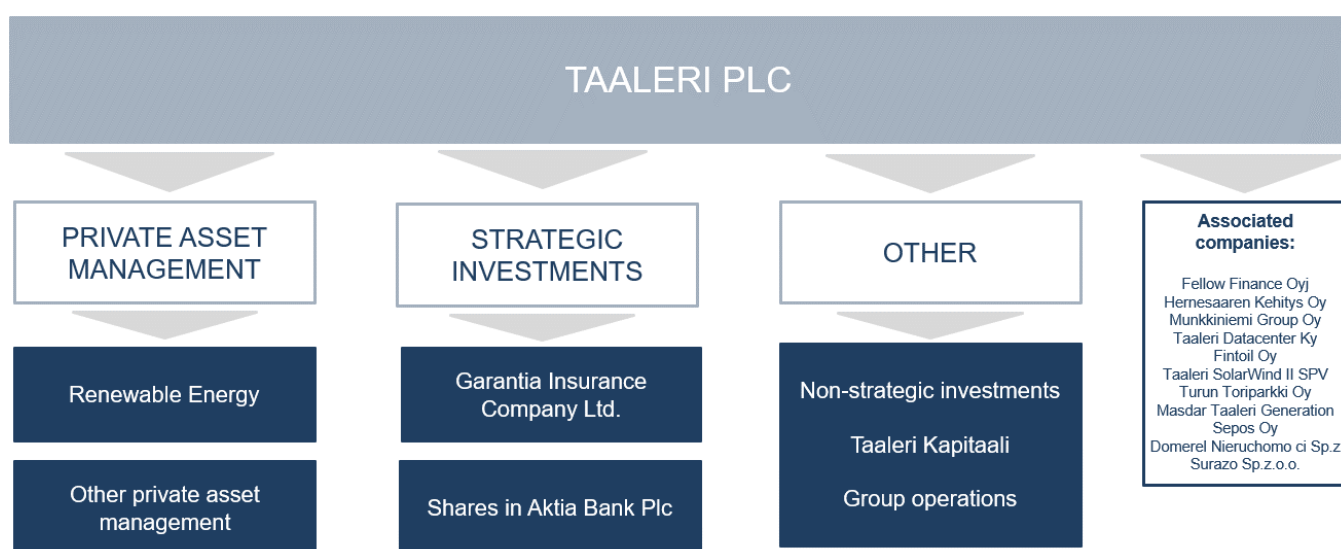 TAALERI PLC
PRIVATE ASSET
MANAGEMENT
Renewable Energy
Other private asset
management
STRATEGIC
INVESTMENTS
Garantia Insurance
Company Ltd.
Shares in Aktia Bank Plc
OTHER
Non-strategic investments
Taaleri Kapitaali
Group operations
Associated
companies:
Fellow Finance Oyj
Hernesaaren Kehitys Oy
Munkkiniemi Group Oy
Taaleri Datacenter Ky
Fintoil Oy
Taaleri SolarWind II SPV
Turun Toriparkki Oy
Masdar Taaleri Generation
Sepos Oy
Domerel Nieruchomo ci Sp.z
Surazo Sp.z.o.o.